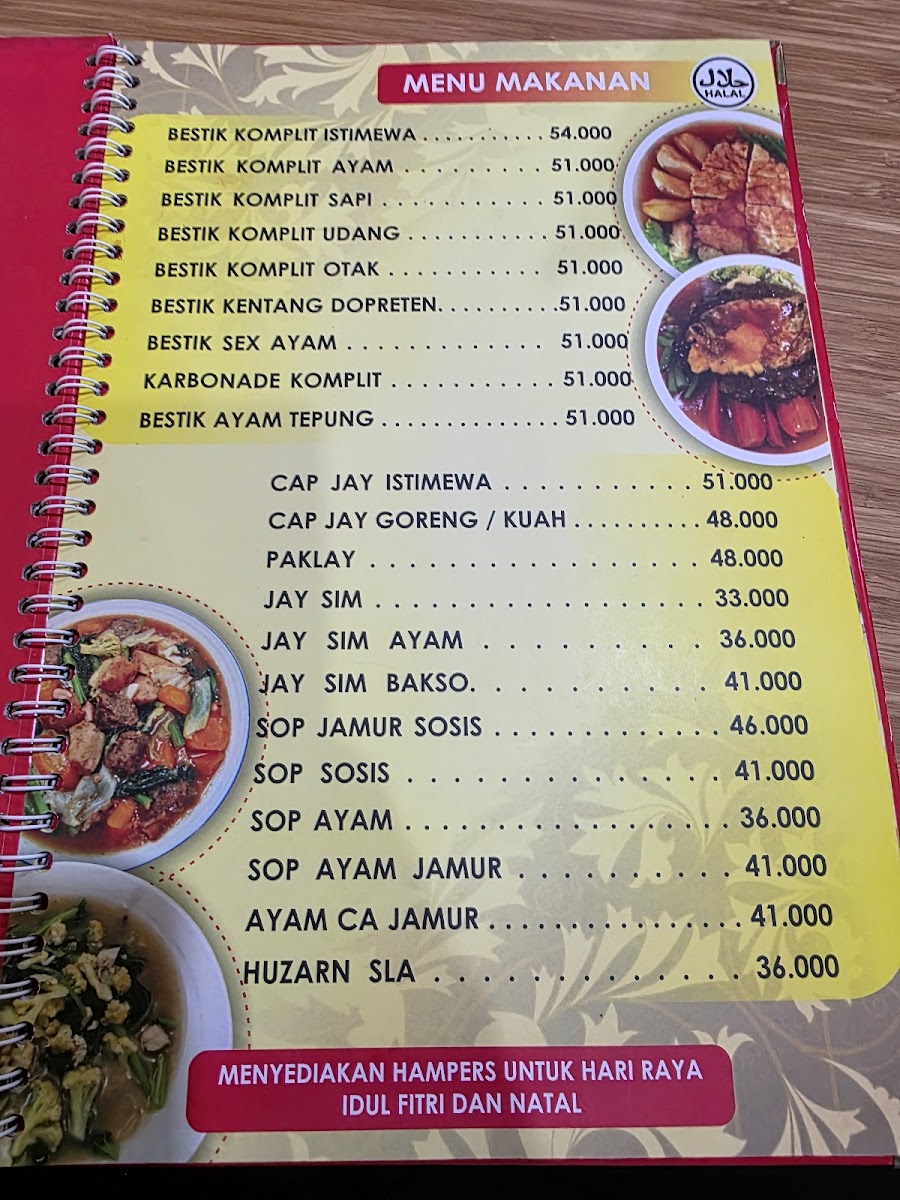 MENU MAKANAN
حلال
HALAL
BESTIK KOMPLIT ISTIMEWA . . . . . . . . . . . 54.000
BESTIK KOMPLIT AYAM . . . . . . . . . . 51.000
BESTIK KOMPLIT SAPI . . . . . . . . . . . 51.000
BESTIK KOMPLIT UDANG . . . . . . . . . . . 51.000
BESTIK KOMPLIT OTAK . . . . . . . . . . . . 51.000
BESTIK KENTANG DOPRETEN. . . . . . . . . . .51.000
BESTIK SEX AYAM . . . . . . . . . . . . . 51.000
KARBONADE KOMPLIT . . . . . . . . . . . . 51.000
BESTIK AYAM TEPUNG . . . . . . . . . . . . . . 51.000
CAP JAY ISTIMEWA . . . . . . . . . . . 51.000
CAP JAY GORENG / KUAH . . . . . . . . . . 48.000
PAKLAY . . . . . . . . . . . . . . . . . . 48.000
JAY SIM . . . . . . . . . . . . . . . . . . 33.000
JAY SIM AYAM . . . . . . . . . 36.000
JAY SIM BAKSO. . . . . . . . . 41.000
SOP JAMUR SOSIS . . . . . . . . . . . . . 46.000
SOP SOSIS . . . . . . . . . . . . . 41.000
SOP AYAM . . . . . . . . . . . . . . . . . . . 36.000
SOP AYAM JAMUR . . . . . . . . . . 41.000
AYAM CA JAMUR . . . . . . . . . . . . . . . . 41.000
HUZARN SLA . . . . . . . . . . . . . . 36.000
MENYEDIAKAN HAMPERS UNTUK HARI RAYA
IDUL FITRI DAN NATAL